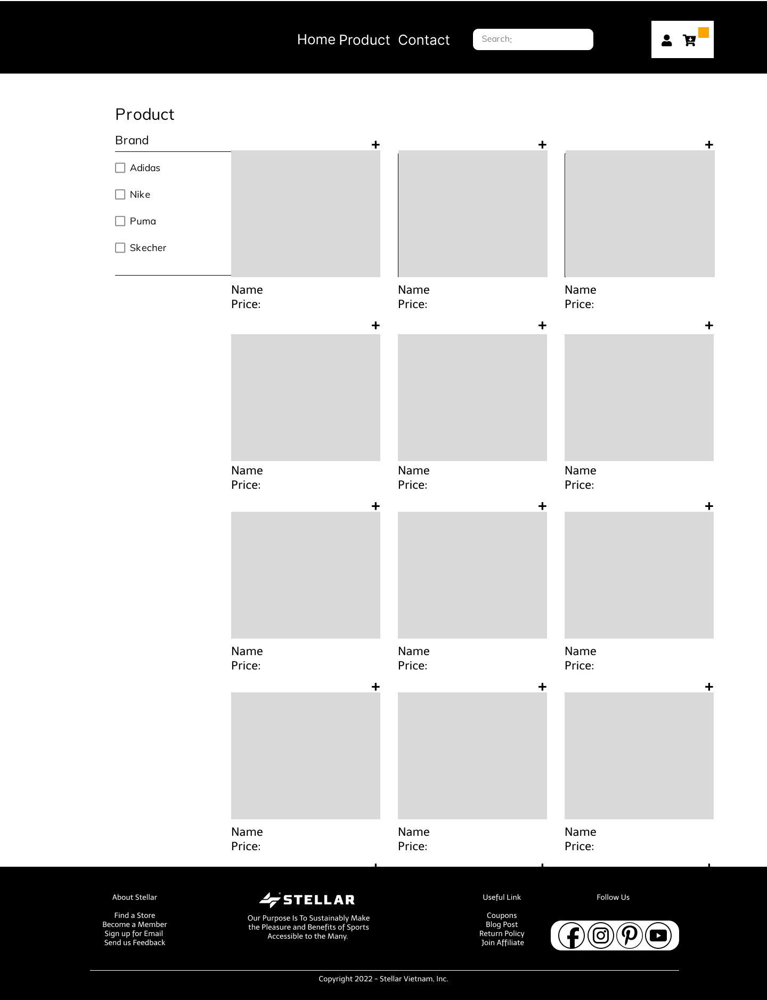 Home Product Contact
Search:
Product
Brand
Adidas
Nike
Puma
Skecher
+ + +
Name Name Name
Price: Price: Price:
+ + +
Name Name Name
Price: Price: Price:
+ + +
Name Name Name
Price: Price: Price:
+ + +
Name Name Name
Price: Price: Price:
About Stellar
Find a Store
Become a Member
Sign up for Email
Send us Feedback
STELLAR
Our Purpose Is To Sustainably Make
the Pleasure and Benefits of Sports
Accessible to the Many.
Useful Link
Coupons
Blog Post
Return Policy
Join Affiliate
Follow Us
Copyright 2022 - Stellar Vietnam, Inc.